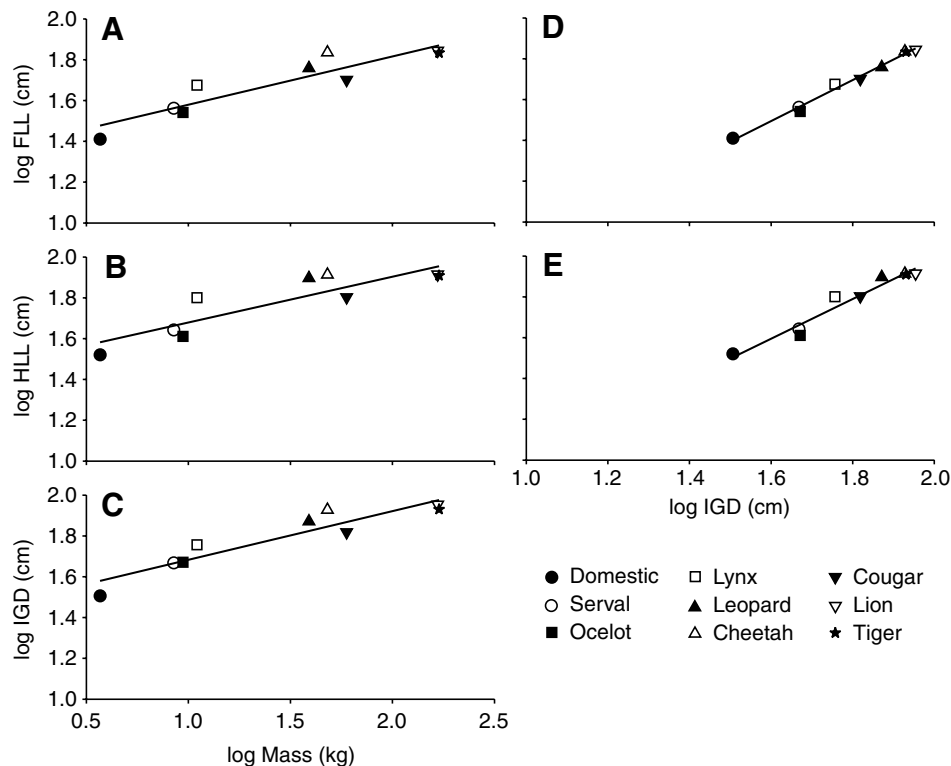 A
2.0
1.8
1.6
1.4
1.2
1.0
log FLL (cm)
D
B
2.0
1.8
1.6
1.4
1.2
1.0
log HLL (cm)
E
1.0 1.2 1.4 1.6 1.8 2.0
log IGD (cm)
C
2.0
1.8
1.6
1.4
1.2
1.0
log IGD (cm)
0.5 1.0 1.5 2.0 2.5
log Mass (kg)
Domestic Lynx Cougar
Serval Leopard Lion
Ocelot Cheetah Tiger